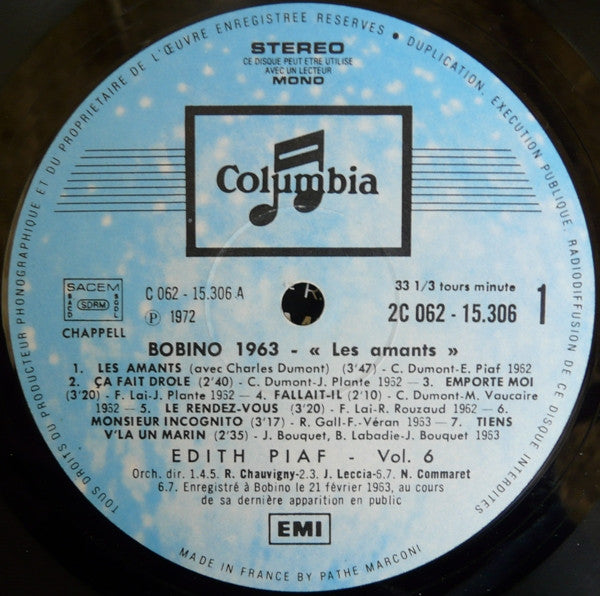 TOUS DROITS DU PRODUCTEUR PHONOGRAPHIQUE ET DU PROPRIETAIRE DE L'ŒUVRE ENREGISTREE RESERVES • DUPLICATION, EXECUTION PUBLIQUE, RADIODIFFUSION DE CE DISQUE INTERDITES
STEREO
CE DISQUE PEUT ETRE UTILISE
AVEC UN LECTEUR
MONO
Columbia
SACEM
SACD SDRM SGDL
CHAPPELL
C 062 - 15.306 A
℗ 1972
33 1/3 tours minute
2C 062 - 15.306 1
BOBINO 1963 - « Les amants »
1. LES AMANTS (avec Charles Dumont) (3'47) - C. Dumont-E. Piaf 1962
2. ÇA FAIT DROLE (2'40) - C. Dumont-J. Plante 1962 — 3. EMPORTE MOI
(3'20) - F. Lai-J. Plante 1962 — 4. FALLAIT-IL (2'10) - C. Dumont-M. Vaucaire
1962 — 5. LE RENDEZ-VOUS (3'20) - F. Lai-R. Rouzaud 1962 — 6.
MONSIEUR INCOGNITO (3'17) - R. Gall-F. Véran 1963 — 7. TIENS
V'LA UN MARIN (2'35) - J. Bouquet, B. Labadie-J. Bouquet 1963
EDITH PIAF - Vol. 6
Orch. dir. 1.4.5. R. Chauvigny-2.3. J. Leccia-6.7. N. Commaret
6.7. Enregistré à Bobino le 21 février 1963, au cours
de sa dernière apparition en public
EMI
MADE IN FRANCE BY PATHE MARCONI